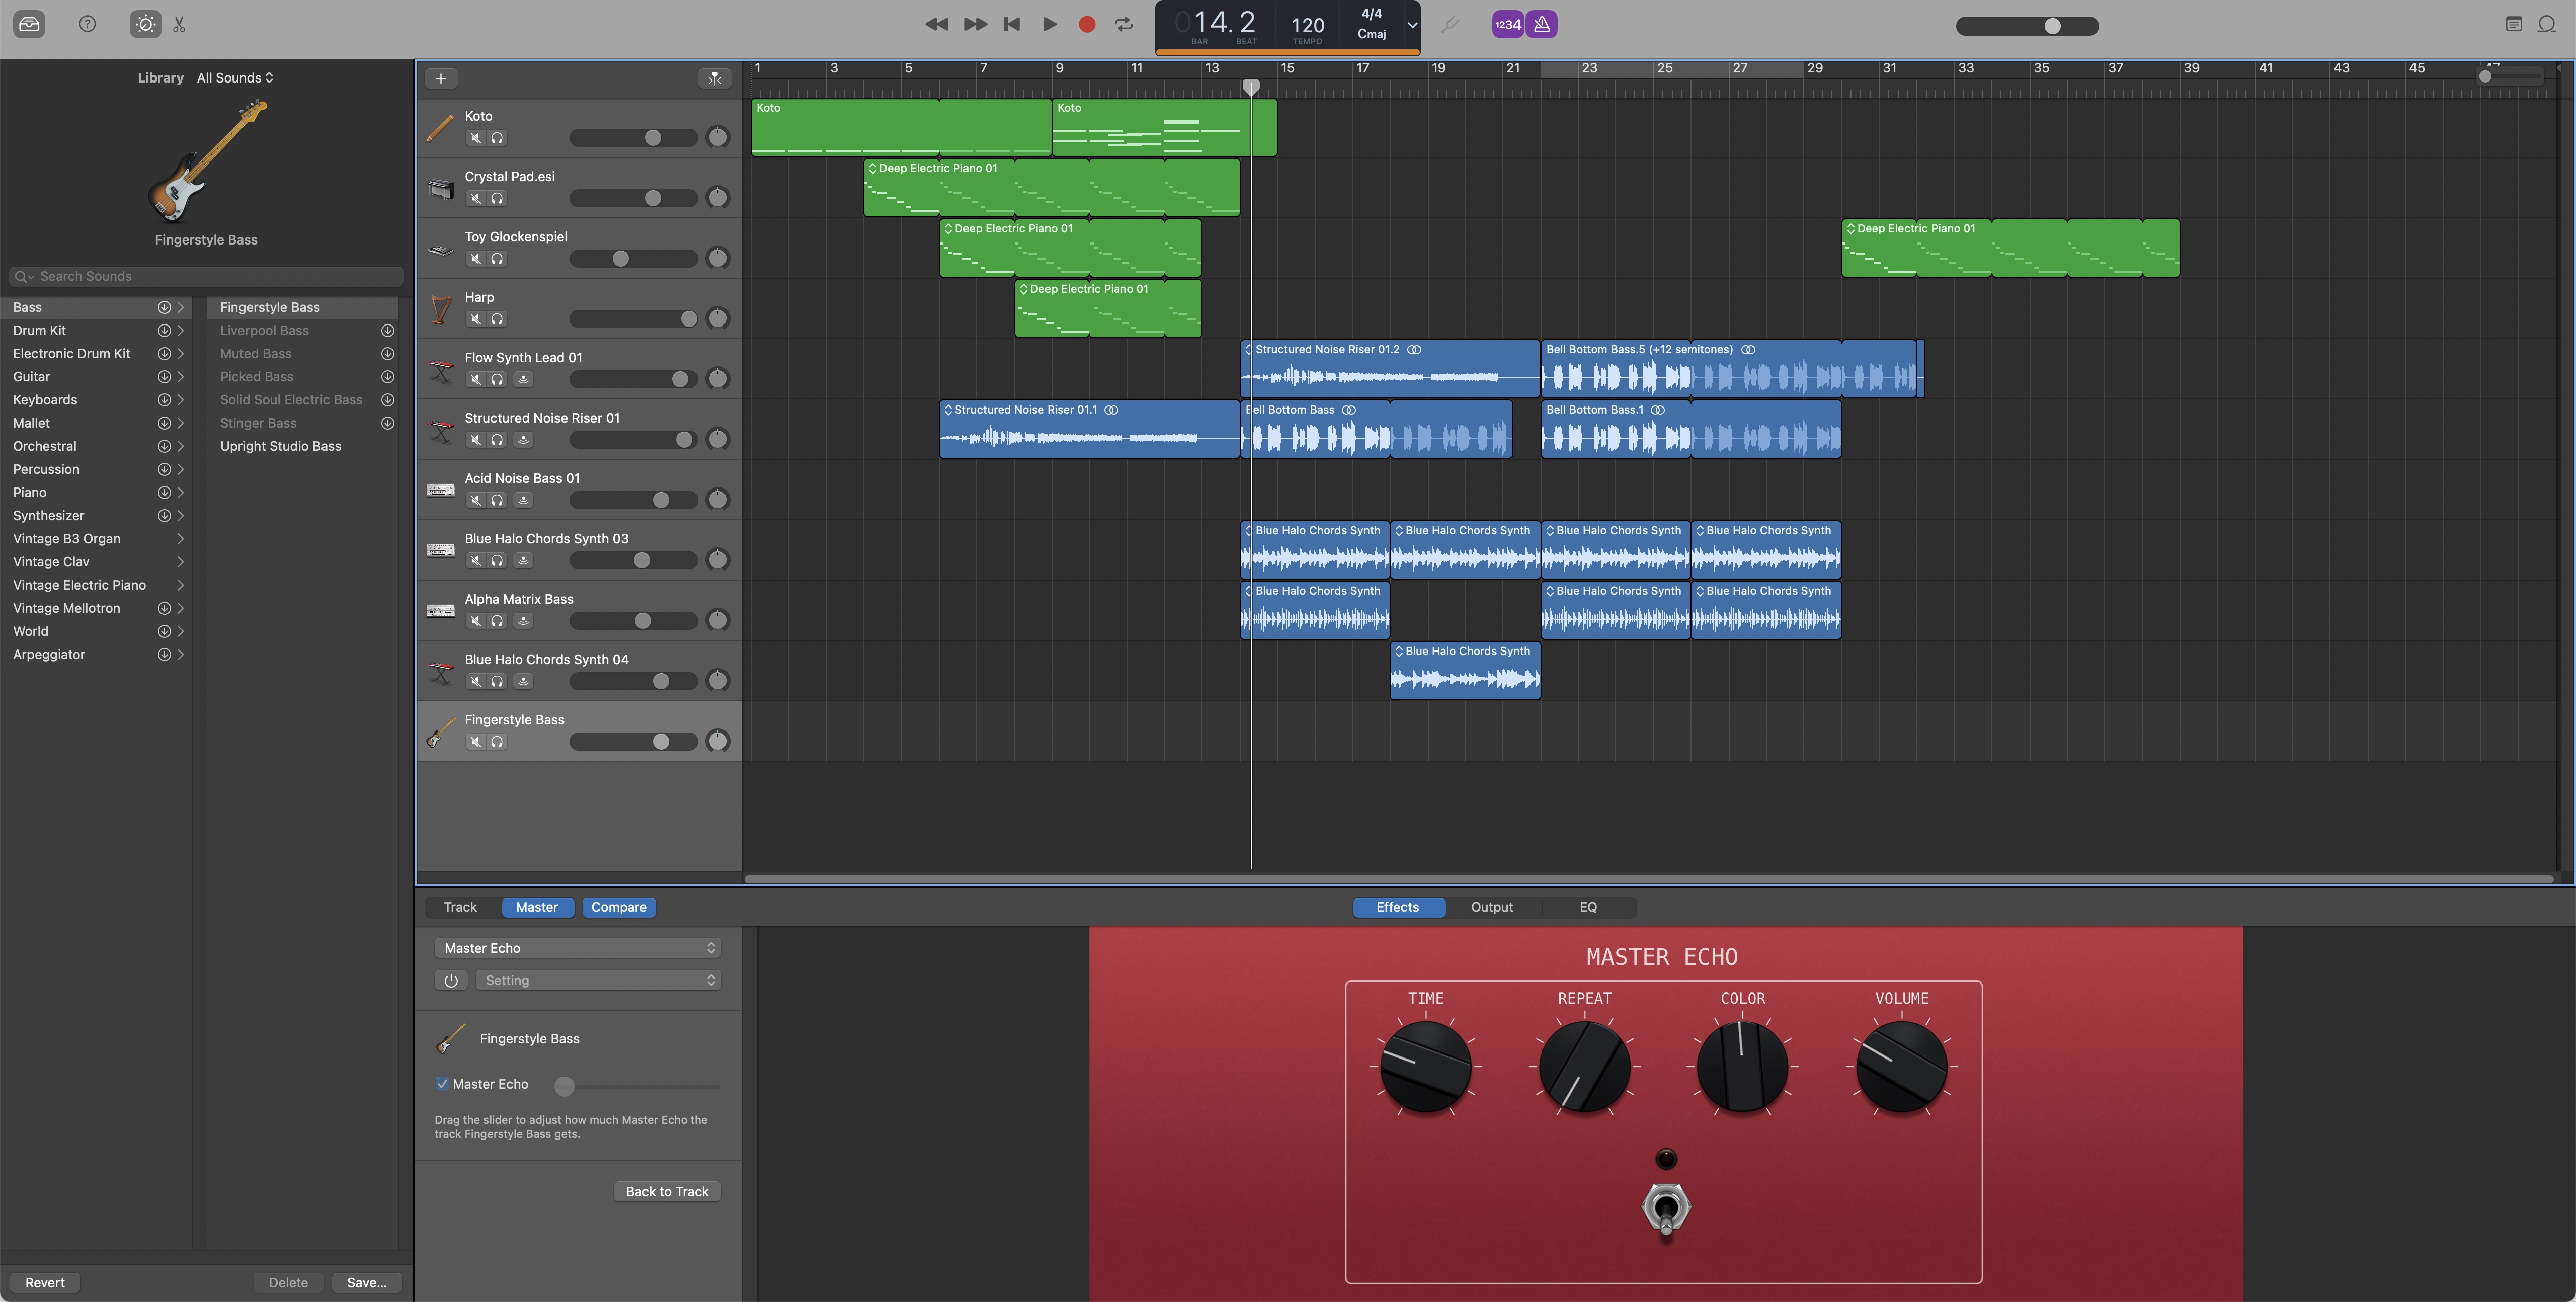 014.2
BAR
BEAT
120
TEMPO
4/4
Cmaj
1234
Library
All Sounds
Fingerstyle Bass
Search Sounds
Bass
Drum Kit
Electronic Drum Kit
Guitar
Keyboards
Mallet
Orchestral
Percussion
Piano
Synthesizer
Vintage B3 Organ
Vintage Clav
Vintage Electric Piano
Vintage Mellotron
World
Arpeggiator
Fingerstyle Bass
Liverpool Bass
Muted Bass
Picked Bass
Solid Soul Electric Bass
Stinger Bass
Upright Studio Bass
Revert
Delete
Save...
1 3 5 7 9 11 13 15 17 19 21 23 25 27 29 31 33 35 37 39 41 43 45
Koto
Koto
Koto
Crystal Pad.esi
Deep Electric Piano 01
Toy Glockenspiel
Deep Electric Piano 01
Deep Electric Piano 01
Harp
Deep Electric Piano 01
Flow Synth Lead 01
Structured Noise Riser 01.2
Bell Bottom Bass.5 (+12 semitones)
Structured Noise Riser 01
Structured Noise Riser 01.1
Bell Bottom Bass
Bell Bottom Bass.1
Acid Noise Bass 01
Blue Halo Chords Synth 03
Blue Halo Chords Synth
Blue Halo Chords Synth
Blue Halo Chords Synth
Blue Halo Chords Synth
Alpha Matrix Bass
Blue Halo Chords Synth
Blue Halo Chords Synth
Blue Halo Chords Synth
Blue Halo Chords Synth 04
Blue Halo Chords Synth
Fingerstyle Bass
Track
Master
Compare
Effects
Output
EQ
Master Echo
Setting
Fingerstyle Bass
Master Echo
Drag the slider to adjust how much Master Echo the
track Fingerstyle Bass gets.
Back to Track
MASTER ECHO
TIME
REPEAT
COLOR
VOLUME